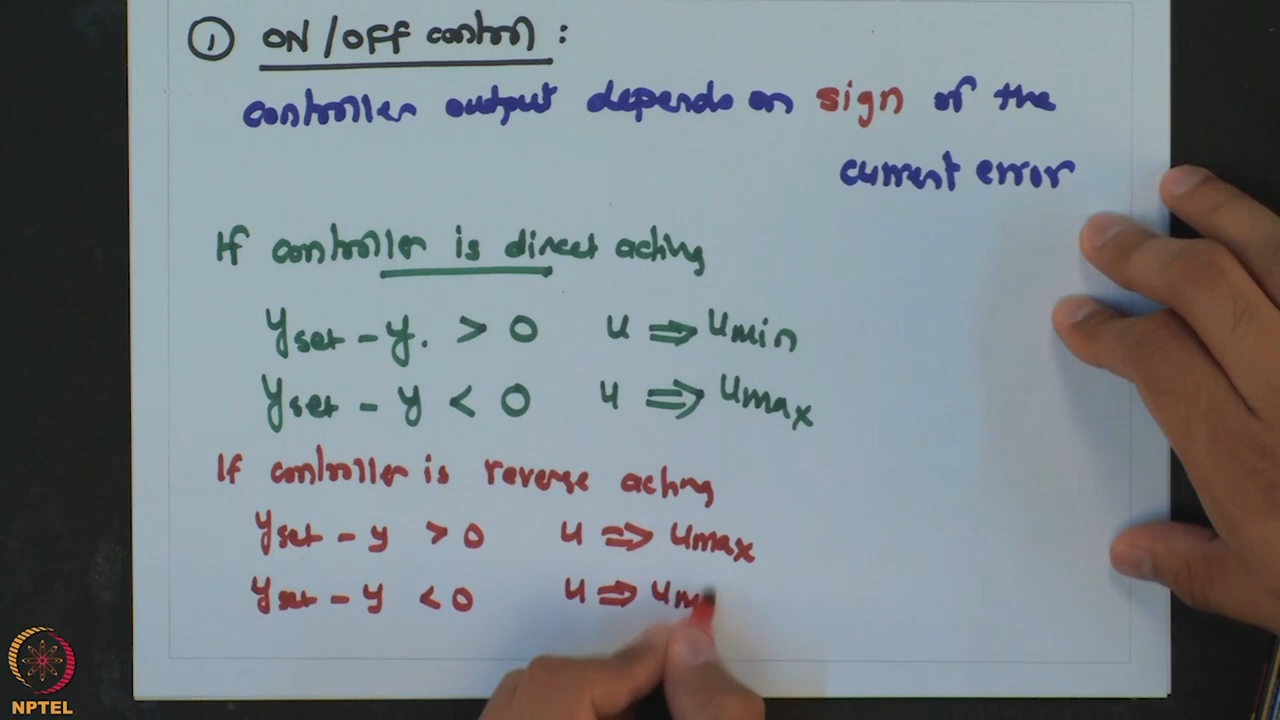 ① ON/OFF control:
controller output depends on sign of the
current error
If controller is direct acting
yset - y. > 0 u ⇒ umin
yset - y < 0 u ⇒ umax
If controller is reverse acting
yset - y > 0 u ⇒ umax
yset - y < 0 u ⇒
NPTEL